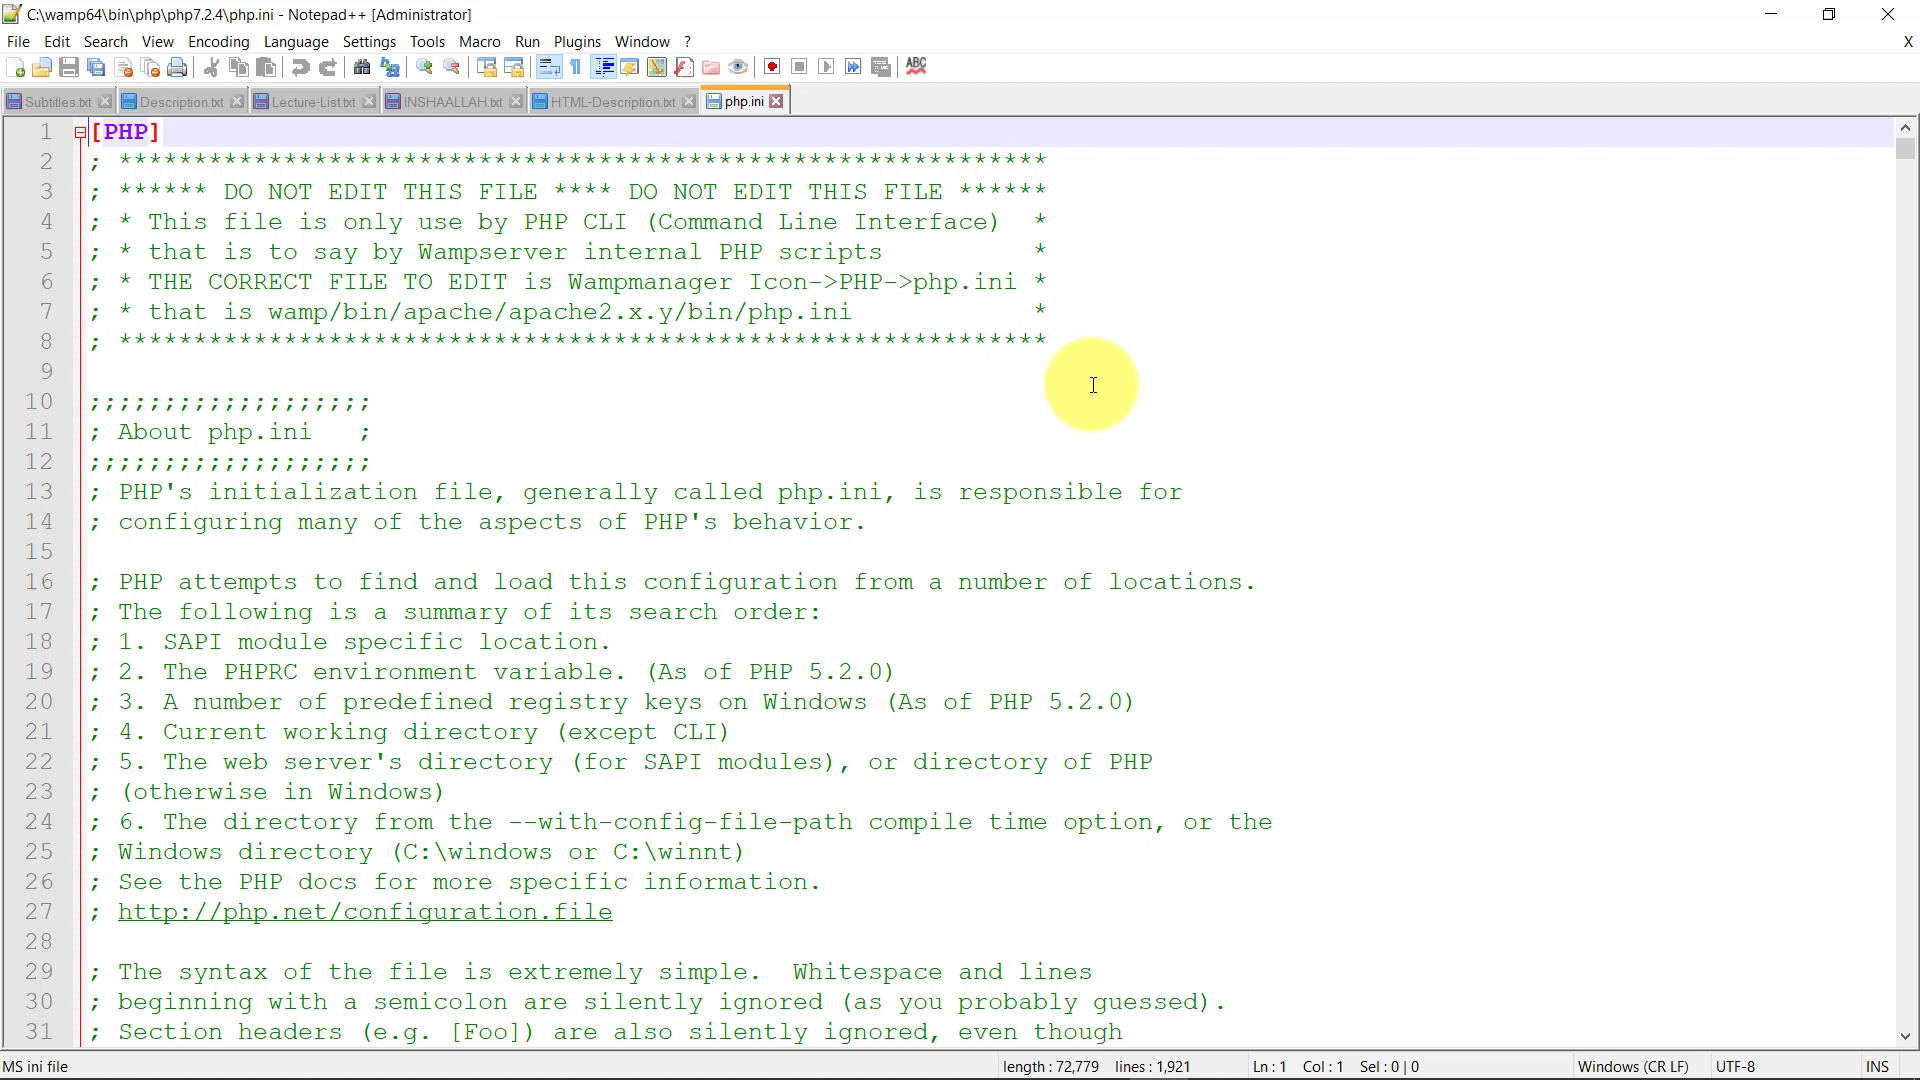 C:\wamp64\bin\php\php7.2.4\php.ini - Notepad++ [Administrator]
File Edit Search View Encoding Language Settings Tools Macro Run Plugins Window ? X
ABC
Subtitles.txt Description.txt Lecture-List.txt INSHAALLAH.txt HTML-Description.txt php.ini
1 [PHP]
2 ; **************************************************************
3 ; ****** DO NOT EDIT THIS FILE **** DO NOT EDIT THIS FILE ******
4 ; * This file is only use by PHP CLI (Command Line Interface) *
5 ; * that is to say by Wampserver internal PHP scripts *
6 ; * THE CORRECT FILE TO EDIT is Wampmanager Icon->PHP->php.ini *
7 ; * that is wamp/bin/apache/apache2.x.y/bin/php.ini *
8 ; **************************************************************
9
10 ;;;;;;;;;;;;;;;;;;;
11 ; About php.ini ;
12 ;;;;;;;;;;;;;;;;;;;
13 ; PHP's initialization file, generally called php.ini, is responsible for
14 ; configuring many of the aspects of PHP's behavior.
15
16 ; PHP attempts to find and load this configuration from a number of locations.
17 ; The following is a summary of its search order:
18 ; 1. SAPI module specific location.
19 ; 2. The PHPRC environment variable. (As of PHP 5.2.0)
20 ; 3. A number of predefined registry keys on Windows (As of PHP 5.2.0)
21 ; 4. Current working directory (except CLI)
22 ; 5. The web server's directory (for SAPI modules), or directory of PHP
23 ; (otherwise in Windows)
24 ; 6. The directory from the --with-config-file-path compile time option, or the
25 ; Windows directory (C:\windows or C:\winnt)
26 ; See the PHP docs for more specific information.
27 ; http://php.net/configuration.file
28
29 ; The syntax of the file is extremely simple.  Whitespace and lines
30 ; beginning with a semicolon are silently ignored (as you probably guessed).
31 ; Section headers (e.g. [Foo]) are also silently ignored, even though
MS ini file length : 72,779 lines : 1,921 Ln : 1 Col : 1 Sel : 0 | 0 Windows (CR LF) UTF-8 INS